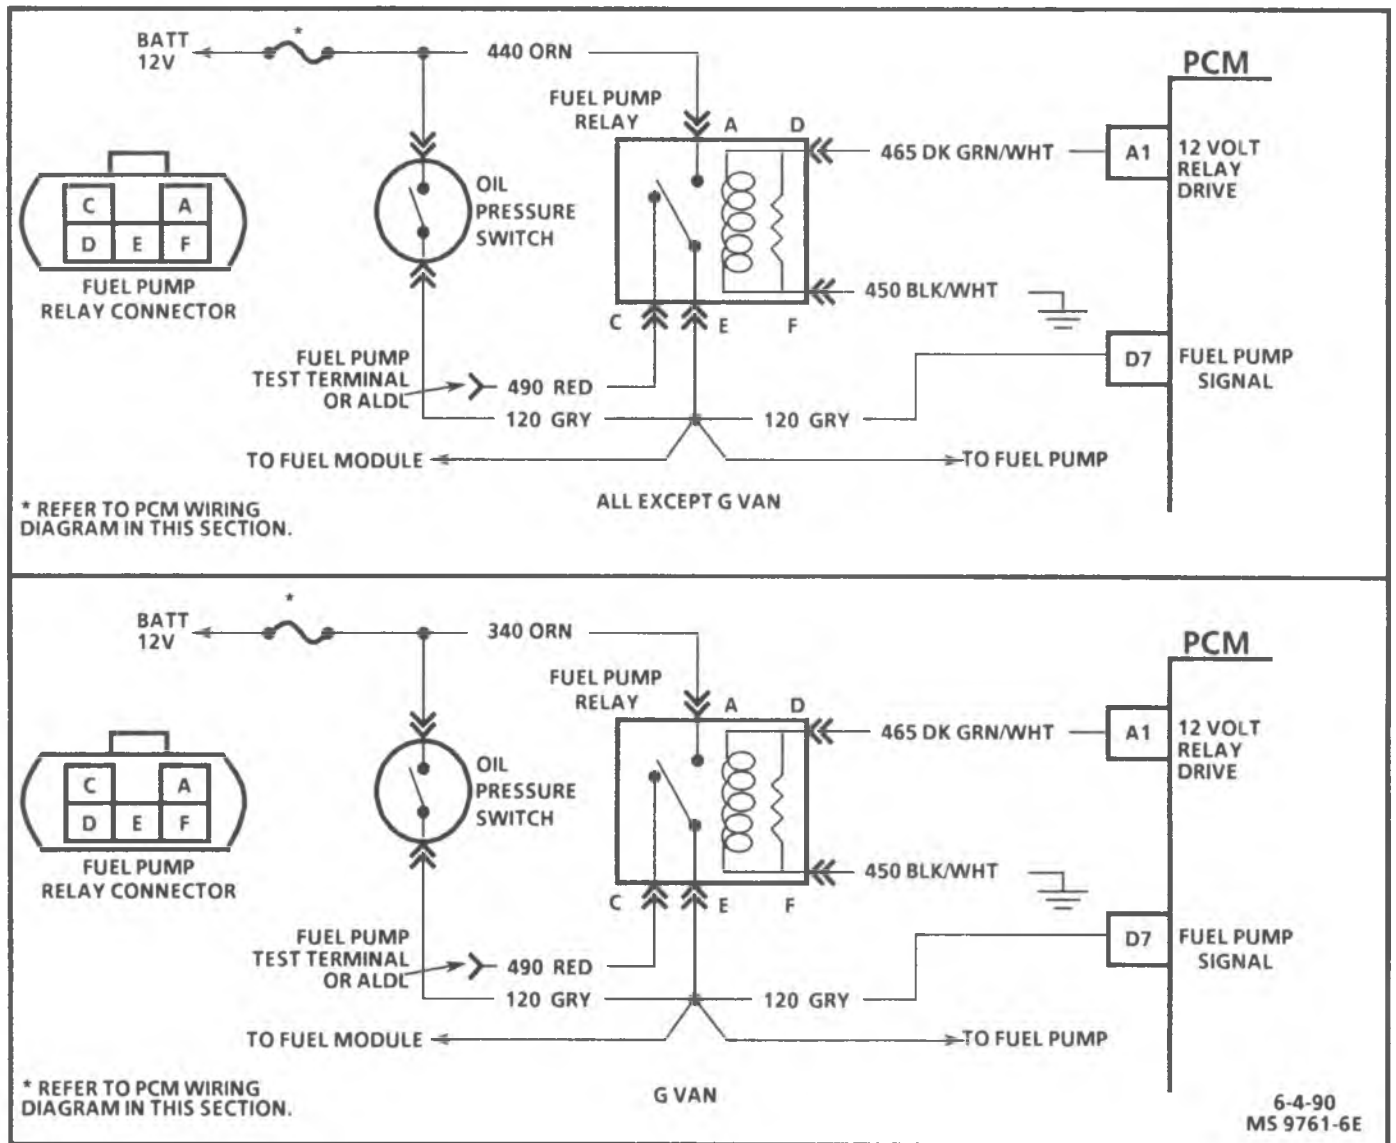 *
BATT
12V
440 ORN
PCM
FUEL PUMP
RELAY
A
D
465 DK GRN/WHT
A1
12 VOLT
RELAY
DRIVE
C
A
D E F
FUEL PUMP
RELAY CONNECTOR
OIL
PRESSURE
SWITCH
450 BLK/WHT
C
E
F
FUEL PUMP
TEST TERMINAL
OR ALDL
490 RED
120 GRY
120 GRY
D7
FUEL PUMP
SIGNAL
TO FUEL MODULE
TO FUEL PUMP
* REFER TO PCM WIRING
DIAGRAM IN THIS SECTION.
ALL EXCEPT G VAN
*
BATT
12V
340 ORN
PCM
FUEL PUMP
RELAY
A
D
465 DK GRN/WHT
A1
12 VOLT
RELAY
DRIVE
C
A
D E F
FUEL PUMP
RELAY CONNECTOR
OIL
PRESSURE
SWITCH
450 BLK/WHT
C
E
F
FUEL PUMP
TEST TERMINAL
OR ALDL
490 RED
120 GRY
120 GRY
D7
FUEL PUMP
SIGNAL
TO FUEL MODULE
TO FUEL PUMP
* REFER TO PCM WIRING
DIAGRAM IN THIS SECTION.
G VAN
6-4-90
MS 9761-6E